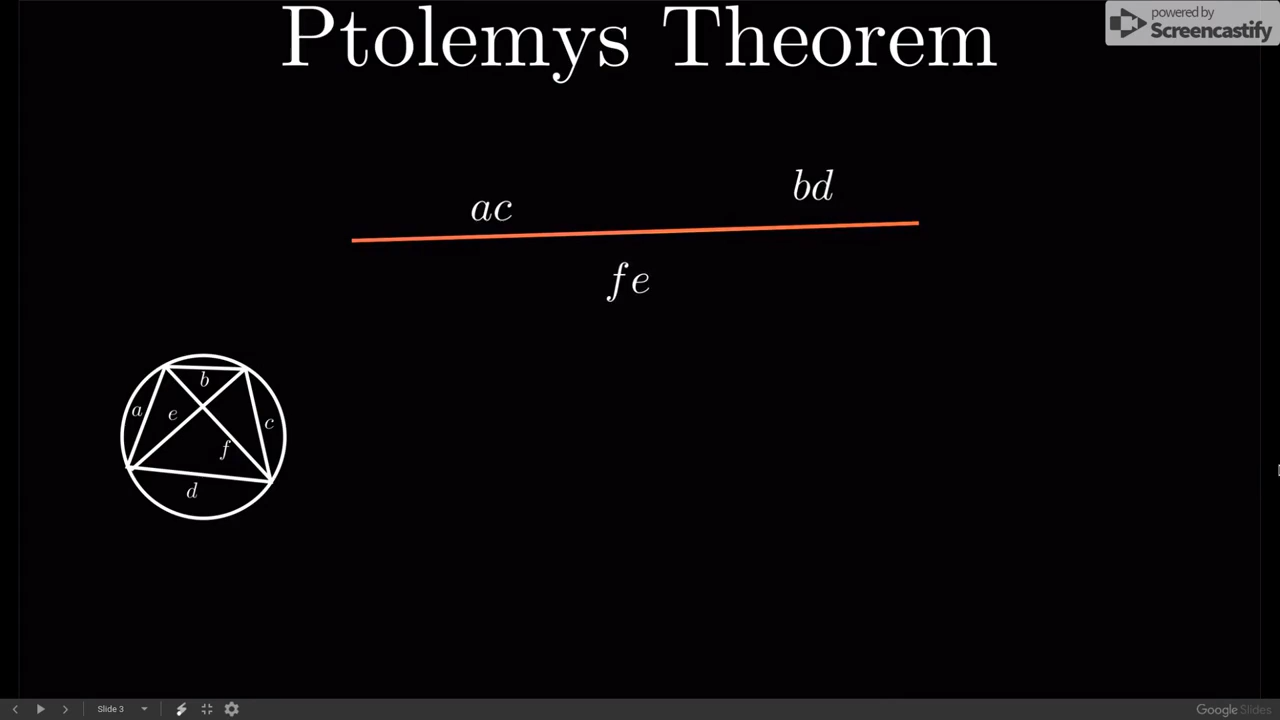 Ptolemys Theorem
powered by
Screencastify
ac
bd
fe
b
a
e
c
f
d
Slide 3
Google Slides